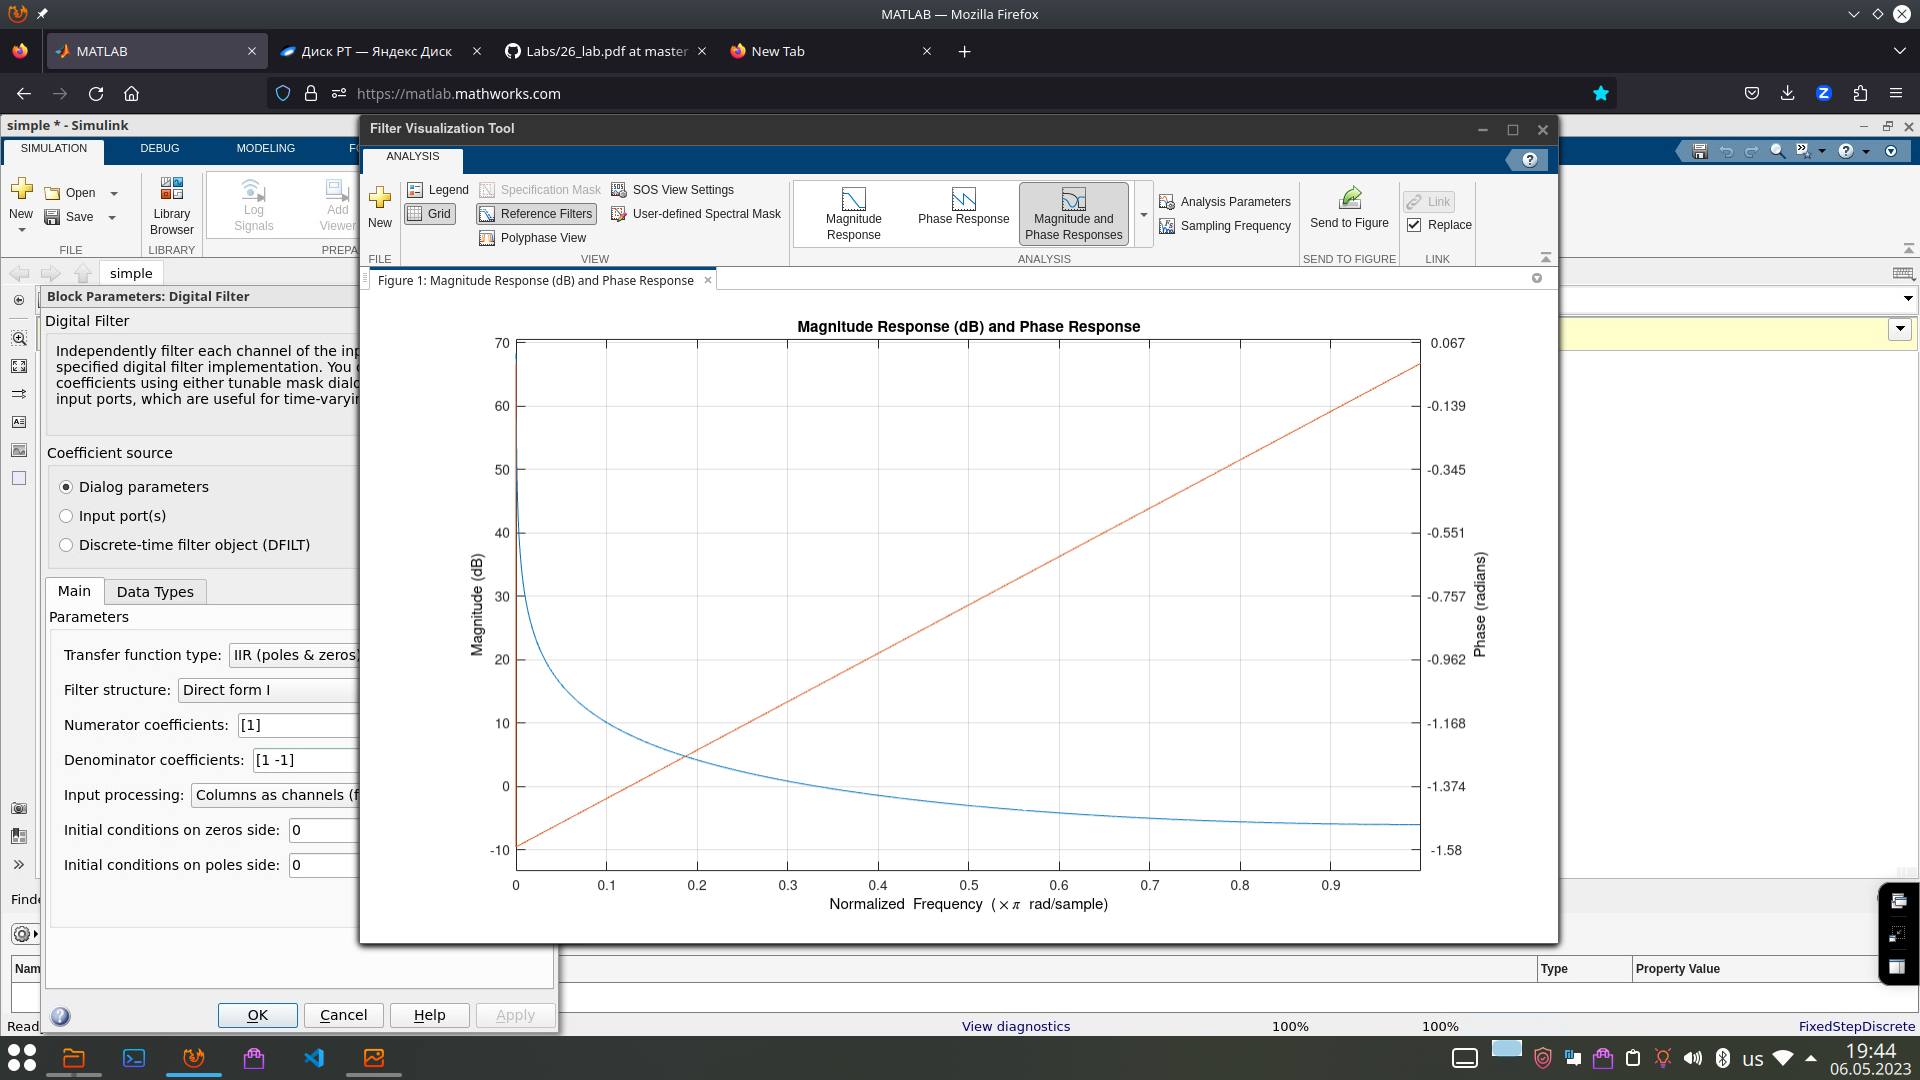 MATLAB — Mozilla Firefox
MATLAB
Диск РТ — Яндекс Диск
Labs/26_lab.pdf at master
New Tab
https://matlab.mathworks.com
simple * - Simulink
SIMULATION
DEBUG
MODELING
New
Open
Save
Library
Browser
Log
Signals
Add
Viewer
FILE
LIBRARY
PREPA
simple
Block Parameters: Digital Filter
Digital Filter
Independently filter each channel of the inp
specified digital filter implementation. You
coefficients using either tunable mask dialo
input ports, which are useful for time-varyin
Coefficient source
Dialog parameters
Input port(s)
Discrete-time filter object (DFILT)
Main
Data Types
Parameters
Transfer function type: IIR (poles & zeros)
Filter structure: Direct form I
Numerator coefficients: [1]
Denominator coefficients: [1 -1]
Input processing: Columns as channels (f
Initial conditions on zeros side: 0
Initial conditions on poles side: 0
OK
Cancel
Help
Apply
Filter Visualization Tool
ANALYSIS
New
Legend
Grid
Specification Mask
Reference Filters
Polyphase View
SOS View Settings
User-defined Spectral Mask
Magnitude
Response
Phase Response
Magnitude and
Phase Responses
Analysis Parameters
Sampling Frequency
Send to Figure
Link
Replace
FILE
VIEW
ANALYSIS
SEND TO FIGURE
LINK
Figure 1: Magnitude Response (dB) and Phase Response
Magnitude Response (dB) and Phase Response
70
60
50
40
30
20
10
0
-10
Magnitude (dB)
0.067
-0.139
-0.345
-0.551
-0.757
-0.962
-1.168
-1.374
-1.58
Phase (radians)
0 0.1 0.2 0.3 0.4 0.5 0.6 0.7 0.8 0.9
Normalized Frequency (×π rad/sample)
Finde
Nam
Type
Property Value
Read
View diagnostics
100%
100%
FixedStepDiscrete
us
19:44
06.05.2023